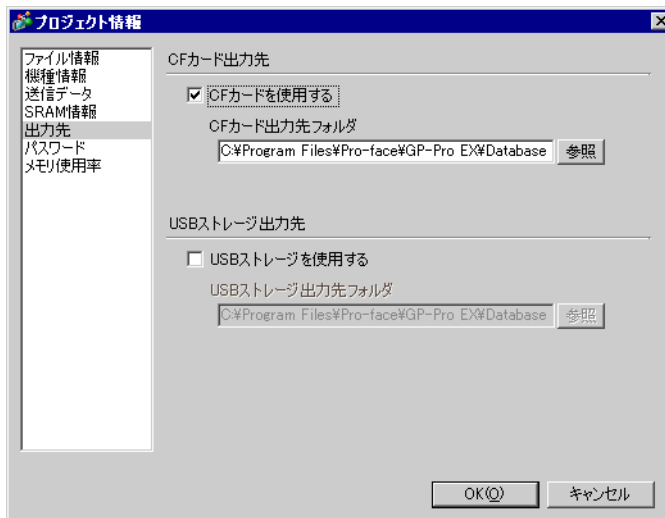 プロジェクト情報
ファイル情報
機種情報
送信データ
SRAM情報
出力先
パスワード
メモリ使用率
CFカード出力先
CFカードを使用する
CFカード出力先フォルダ
C:¥Program Files¥Pro-face¥GP-Pro EX¥Database
参照
USBストレージ出力先
USBストレージを使用する
USBストレージ出力先フォルダ
C:¥Program Files¥Pro-face¥GP-Pro EX¥Database
参照
OK(O)
キャンセル